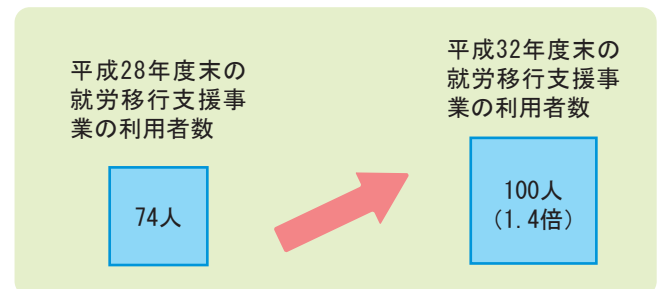 平成28年度末の
就労移行支援事
業の利用者数
74人
平成32年度末の
就労移行支援事
業の利用者数
100人
(1.4倍)